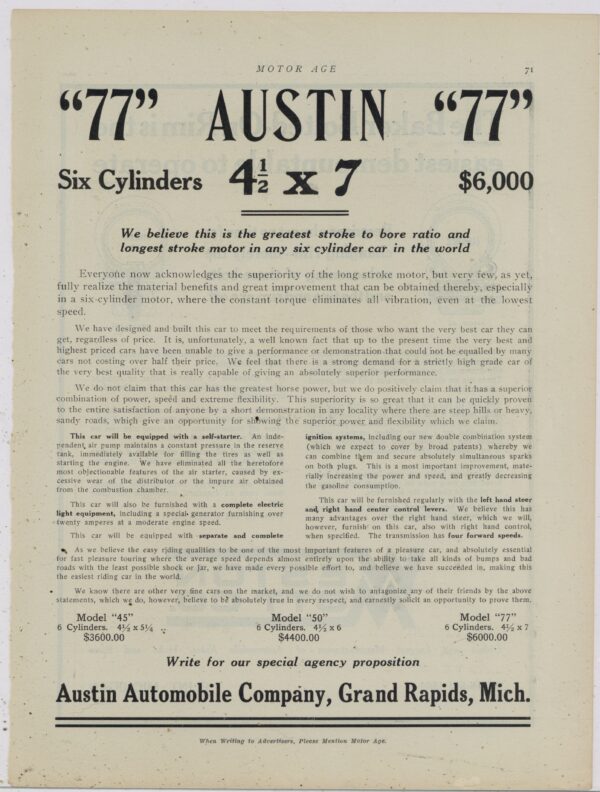 MOTOR AGE 71
“77” AUSTIN “77”
Six Cylinders 4½ x 7 $6,000
We believe this is the greatest stroke to bore ratio and
longest stroke motor in any six cylinder car in the world
Everyone now acknowledges the superiority of the long stroke motor, but very few, as yet,
fully realize the material benefits and great improvement that can be obtained thereby, especially
in a six-cylinder motor, where the constant torque eliminates all vibration, even at the lowest
speed.
We have designed and built this car to meet the requirements of those who want the very best car they can
get, regardless of price. It is, unfortunately, a well known fact that up to the present time the very best and
highest priced cars have been unable to give a performance or demonstration that could not be equalled by many
cars not costing over half their price. We feel that there is a strong demand for a strictly high grade car of
the very best quality that is really capable of giving an absolutely superior performance.
We do not claim that this car has the greatest horse power, but we do positively claim that it has a superior
combination of power, speed and extreme flexibility. This superiority is so great that it can be quickly proven
to the entire satisfaction of anyone by a short demonstration in any locality where there are steep hills or heavy,
sandy roads, which give an opportunity for showing the superior power and flexibility which we claim.
This car will be equipped with a self-starter. An inde-
pendent air pump maintains a constant pressure in the reserve
tank, immediately available for filling the tires as well as
starting the engine. We have eliminated all the heretofore
most objectionable features of the air starter, caused by ex-
cessive wear of the distributor or the impure air obtained
from the combustion chamber.
This car will also be furnished with a complete electric
light equipment, including a special generator furnishing over
twenty amperes at a moderate engine speed.
This car will be equipped with separate and complete
ignition systems, including our new double combination system
(which we expect to cover by broad patents) whereby we
can combine them and secure absolutely simultaneous sparks
on both plugs. This is a most important improvement, mate-
rially increasing the power and speed, and greatly decreasing
the gasoline consumption.
This car will be furnished regularly with the left hand steer
and right hand center control levers. We believe this has
many advantages over the right hand steer, which we will,
however, furnish on this car, also with right hand control,
when specified. The transmission has four forward speeds.
As we believe the easy riding qualities to be one of the most important features of a pleasure car, and absolutely essential
for fast pleasure touring where the average speed depends almost entirely upon the ability to take all kinds of bumps and bad
roads with the least possible shock or jar, we have made every possible effort to, and believe we have succeeded in, making this
the easiest riding car in the world.
We know there are other very fine cars on the market, and we do not wish to antagonize any of their friends by the above
statements, which we do, however, believe to be absolutely true in every respect, and earnestly solicit an opportunity to prove them.
Model “45” Model “50” Model “77”
6 Cylinders. 4½ x 5¼ 6 Cylinders. 4½ x 6 6 Cylinders. 4½ x 7
$3600.00 $4400.00 $6000.00
Write for our special agency proposition
Austin Automobile Company, Grand Rapids, Mich.
When Writing to Advertisers, Please Mention Motor Age.